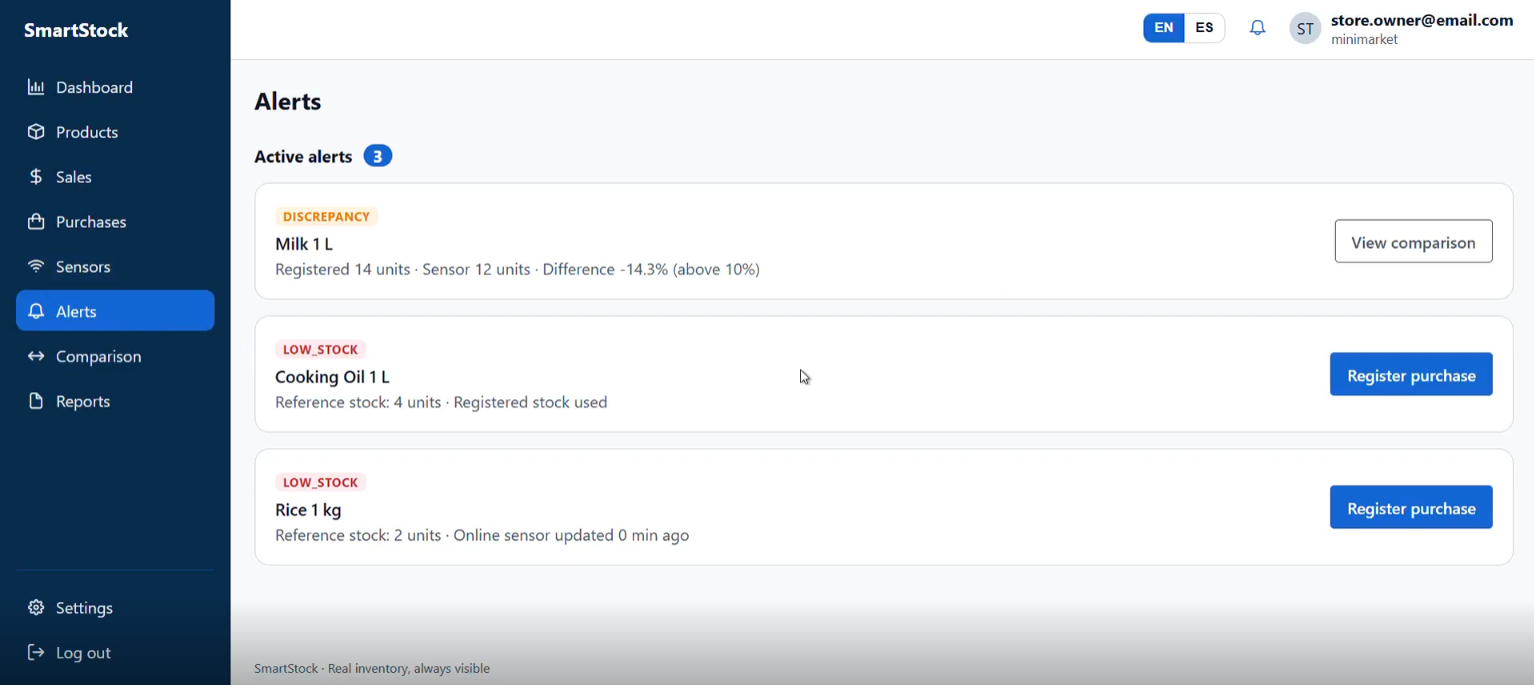 SmartStock
EN ES
ST
store.owner@email.com
minimarket
Dashboard
Products
Sales
Purchases
Sensors
Alerts
Comparison
Reports
Settings
Log out
Alerts
Active alerts 3
DISCREPANCY
Milk 1 L
Registered 14 units · Sensor 12 units · Difference -14.3% (above 10%)
View comparison
LOW_STOCK
Cooking Oil 1 L
Reference stock: 4 units · Registered stock used
Register purchase
LOW_STOCK
Rice 1 kg
Reference stock: 2 units · Online sensor updated 0 min ago
Register purchase
SmartStock · Real inventory, always visible